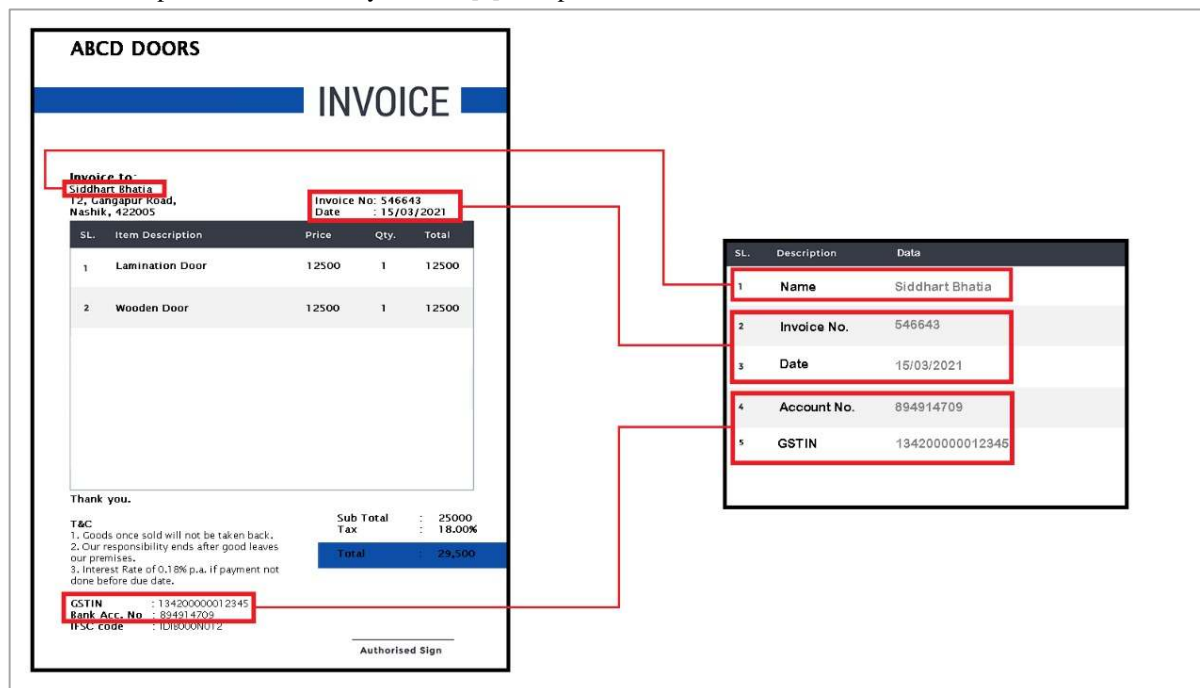 ABCD DOORS
INVOICE
Invoice to:
Siddhart Bhatia
12, Gangapur Road,
Nashik, 422005
Invoice No: 546643
Date : 15/03/2021
SL. Item Description Price Qty. Total
1 Lamination Door 12500 1 12500
2 Wooden Door 12500 1 12500
Thank you.
T&C
1. Goods once sold will not be taken back.
2. Our responsibility ends after good leaves
our premises.
3. Interest Rate of 0.18% p.a. if payment not
done before due date.
Sub Total : 25000
Tax : 18.00%
Total : 29,500
GSTIN : 134200000012345
Bank Acc. No : 894914709
IFSC code : IDIB000N012
Authorised Sign
SL. Description Data
1 Name Siddhart Bhatia
2 Invoice No. 546643
3 Date 15/03/2021
4 Account No. 894914709
5 GSTIN 134200000012345